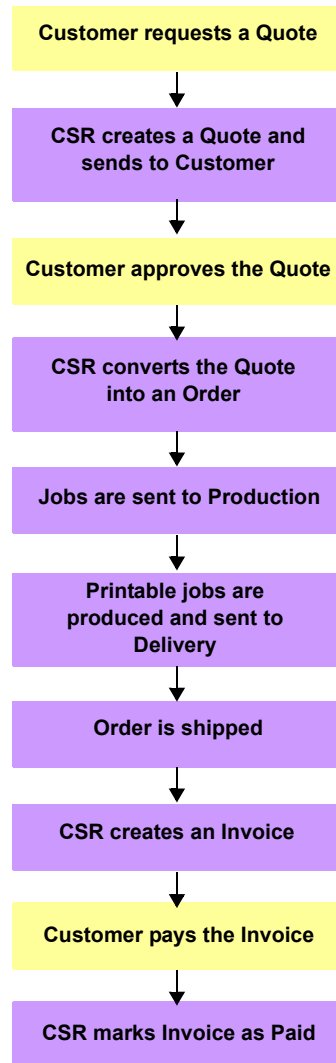 Customer requests a Quote
CSR creates a Quote and
sends to Customer
Customer approves the Quote
CSR converts the Quote
into an Order
Jobs are sent to Production
Printable jobs are
produced and sent to
Delivery
Order is shipped
CSR creates an Invoice
Customer pays the Invoice
CSR marks Invoice as Paid